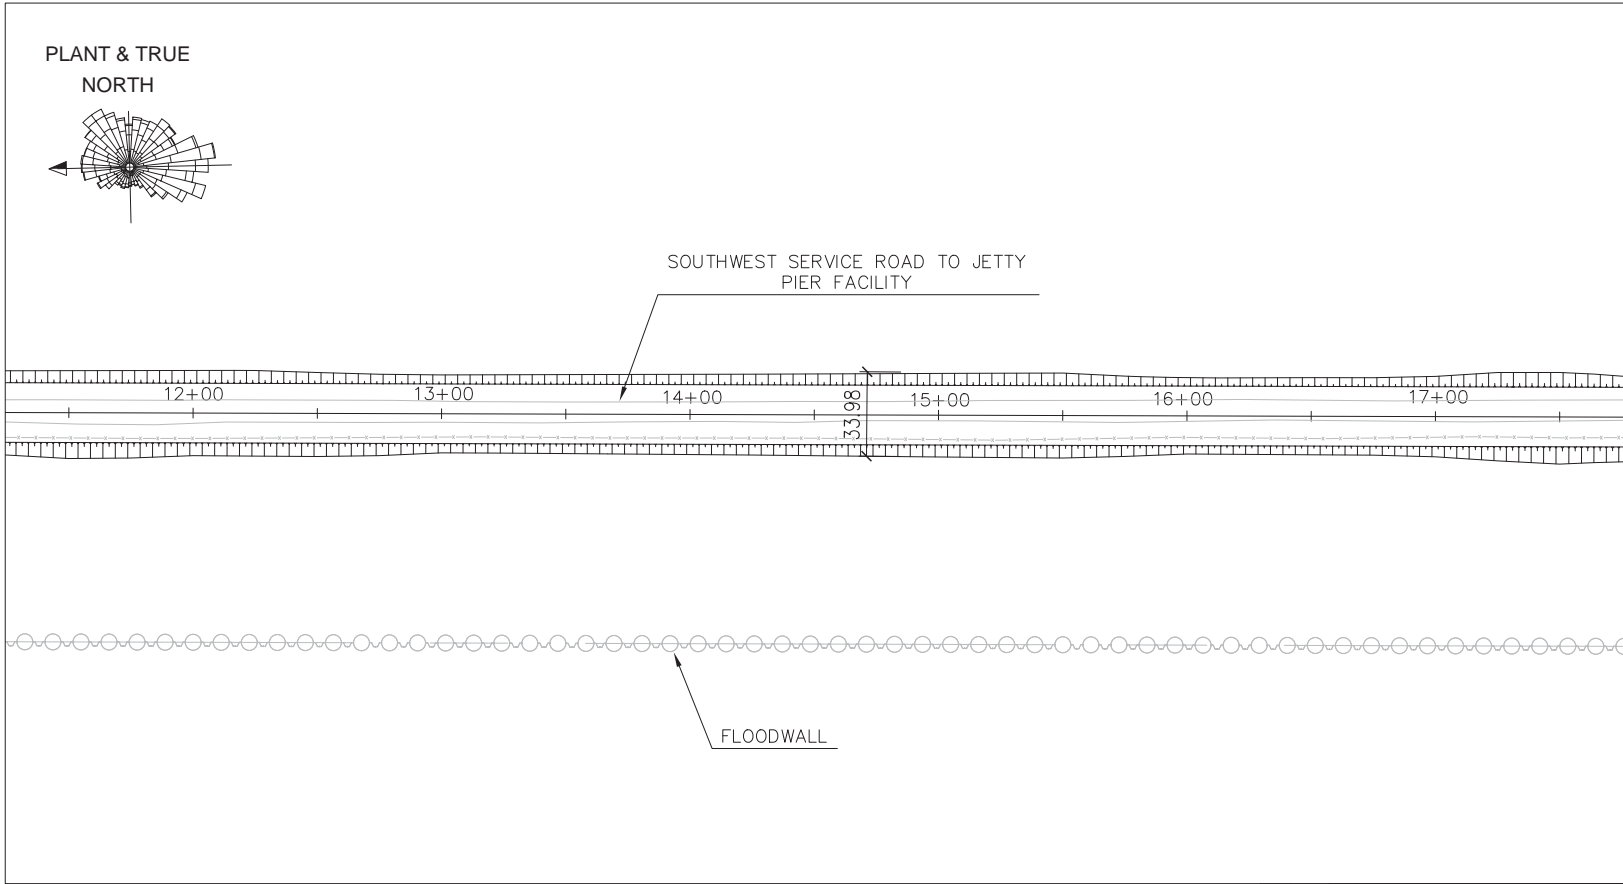 PLANT & TRUE
NORTH
SOUTHWEST SERVICE ROAD TO JETTY
PIER FACILITY
12+00
13+00
14+00
33.98
15+00
16+00
17+00
FLOODWALL